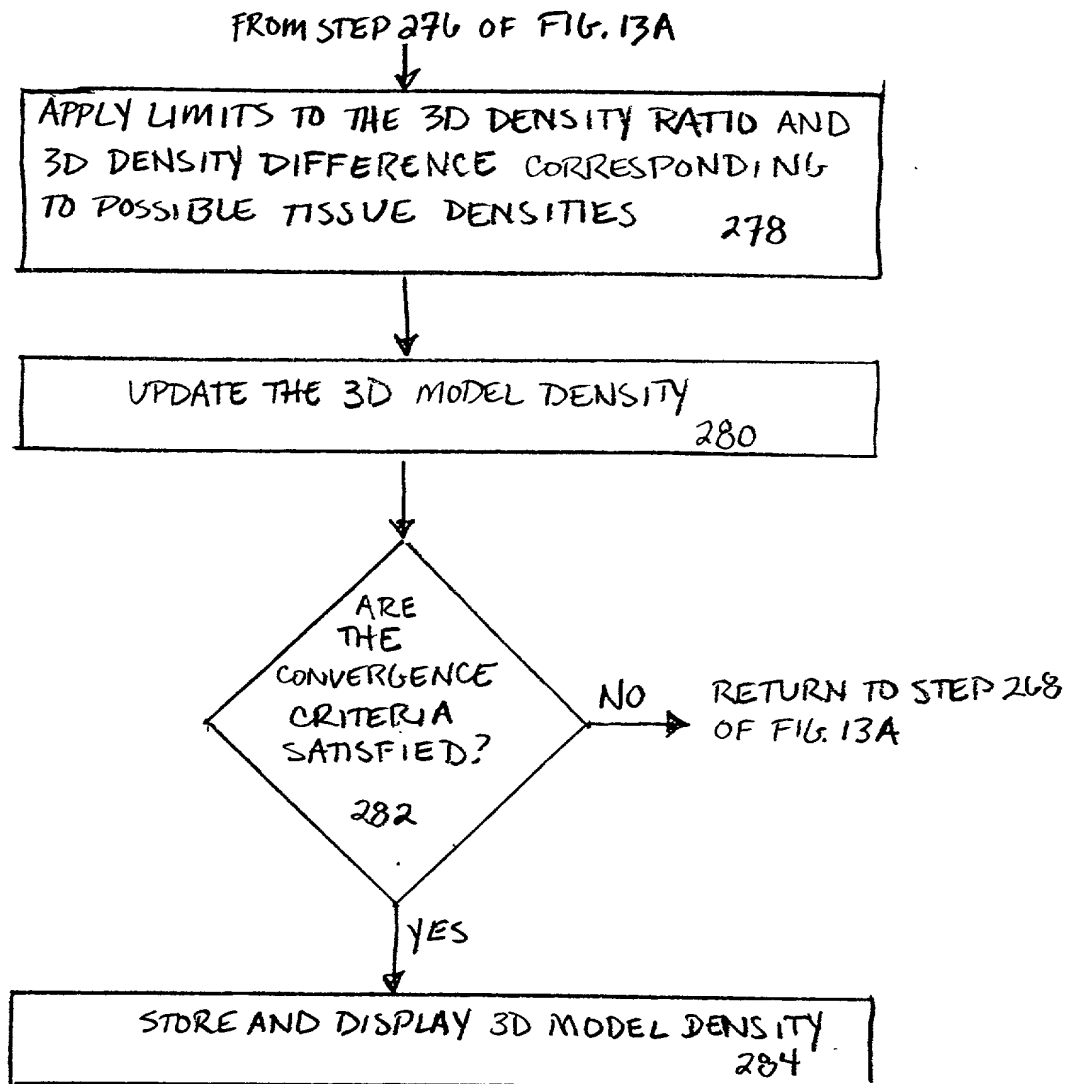 FROM STEP 276 OF FIG. 13A
APPLY LIMITS TO THE 3D DENSITY RATIO AND
3D DENSITY DIFFERENCE CORRESPONDING
TO POSSIBLE TISSUE DENSITIES
278
UPDATE THE 3D MODEL DENSITY
280
ARE
THE
CONVERGENCE
CRITERIA
SATISFIED?
282
NO
RETURN TO STEP 268
OF FIG. 13A
YES
STORE AND DISPLAY 3D MODEL DENSITY
284